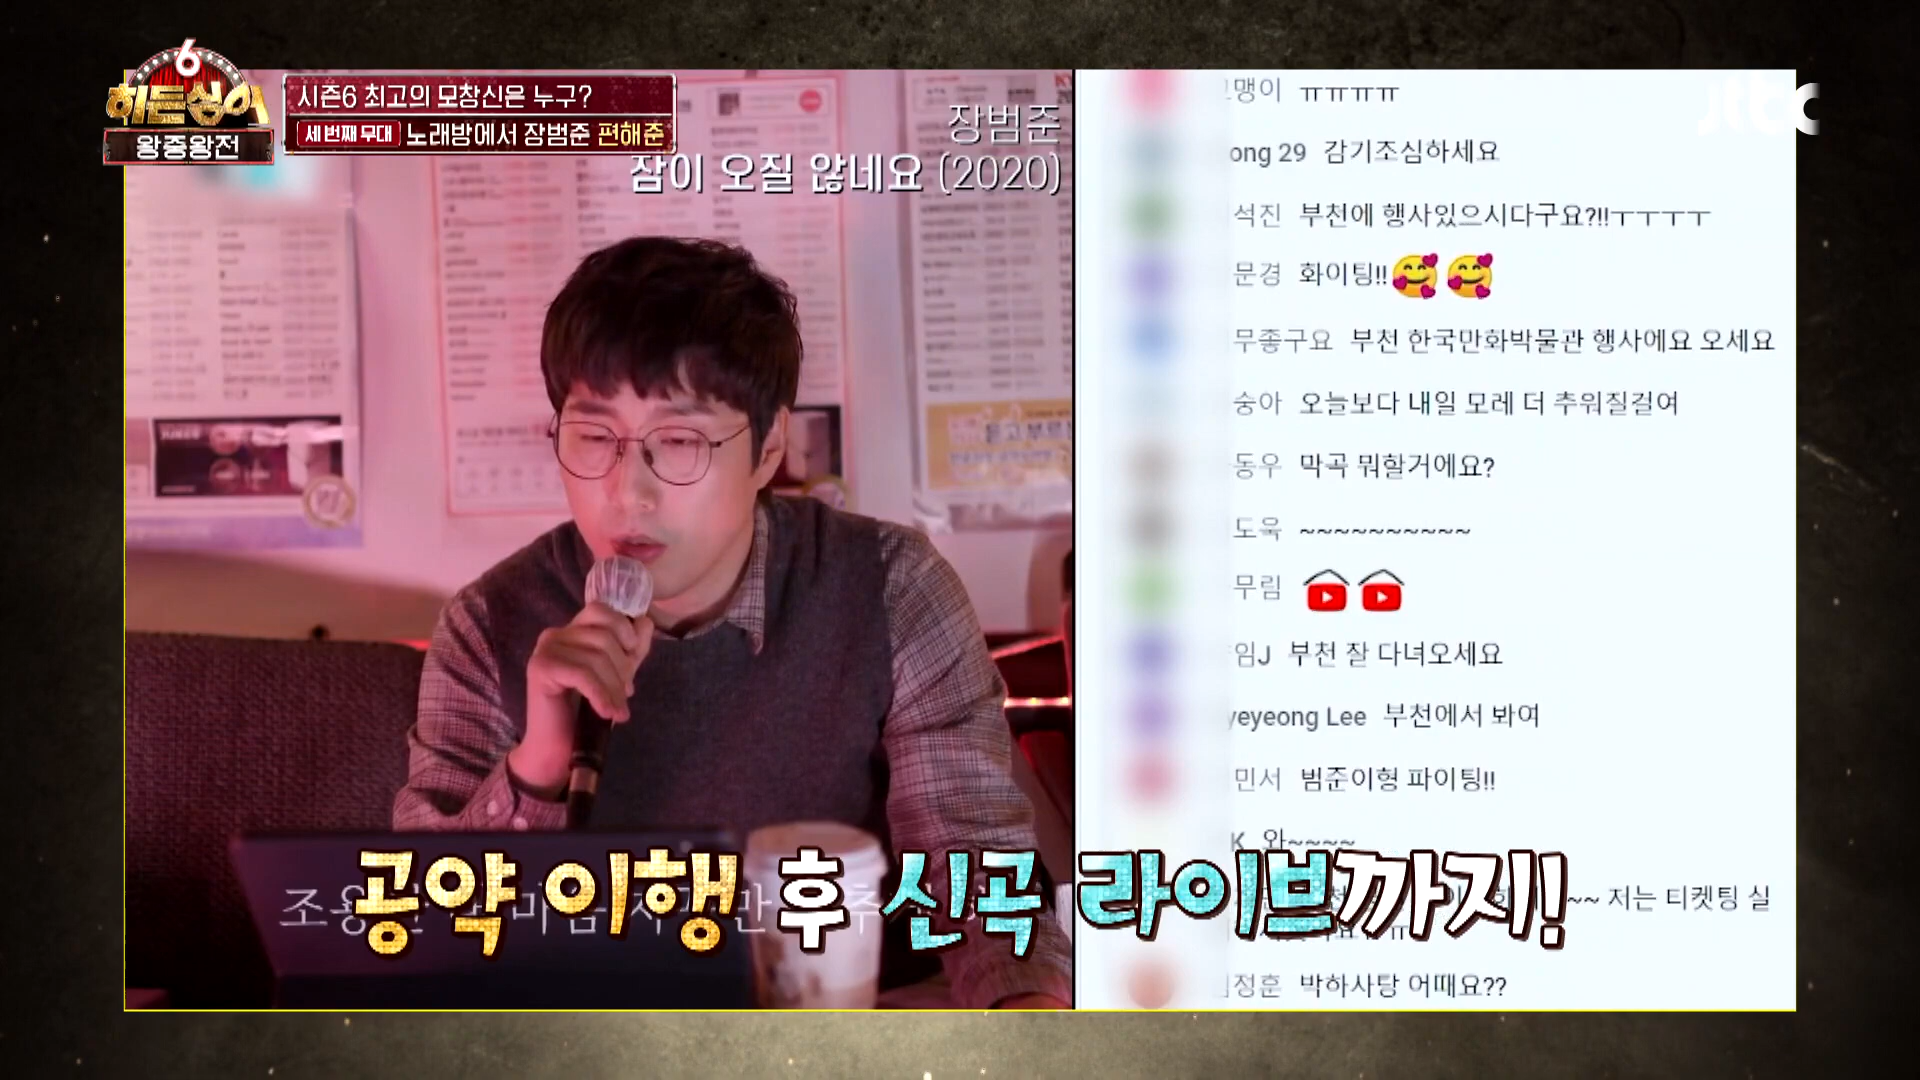 6
히든싱어
왕중왕전
시즌6 최고의 모창신은 누구?
세 번째 무대 노래방에서 장범준 편해준
JTBC
장범준
잠이 오질 않네요 (2020)
맹이 ㅠㅠㅠㅠ
ong 29 감기조심하세요
석진 부천에 행사있으시다구요?!!ㅜㅜㅜㅜ
문경 화이팅!!
무좋구요 부천 한국만화박물관 행사에요 오세요
숭아 오늘보다 내일 모레 더 추워질걸여
동우 막곡 뭐할거에요?
도욱 ~~~~~~~~~~
무림
임J 부천 잘 다녀오세요
yeyeong Lee 부천에서 봐여
민서 범준이형 파이팅!!
K 와~~~~
~~ 저는 티켓팅 실
정훈 박하사탕 어때요??
공약 이행 후 신곡 라이브까지!